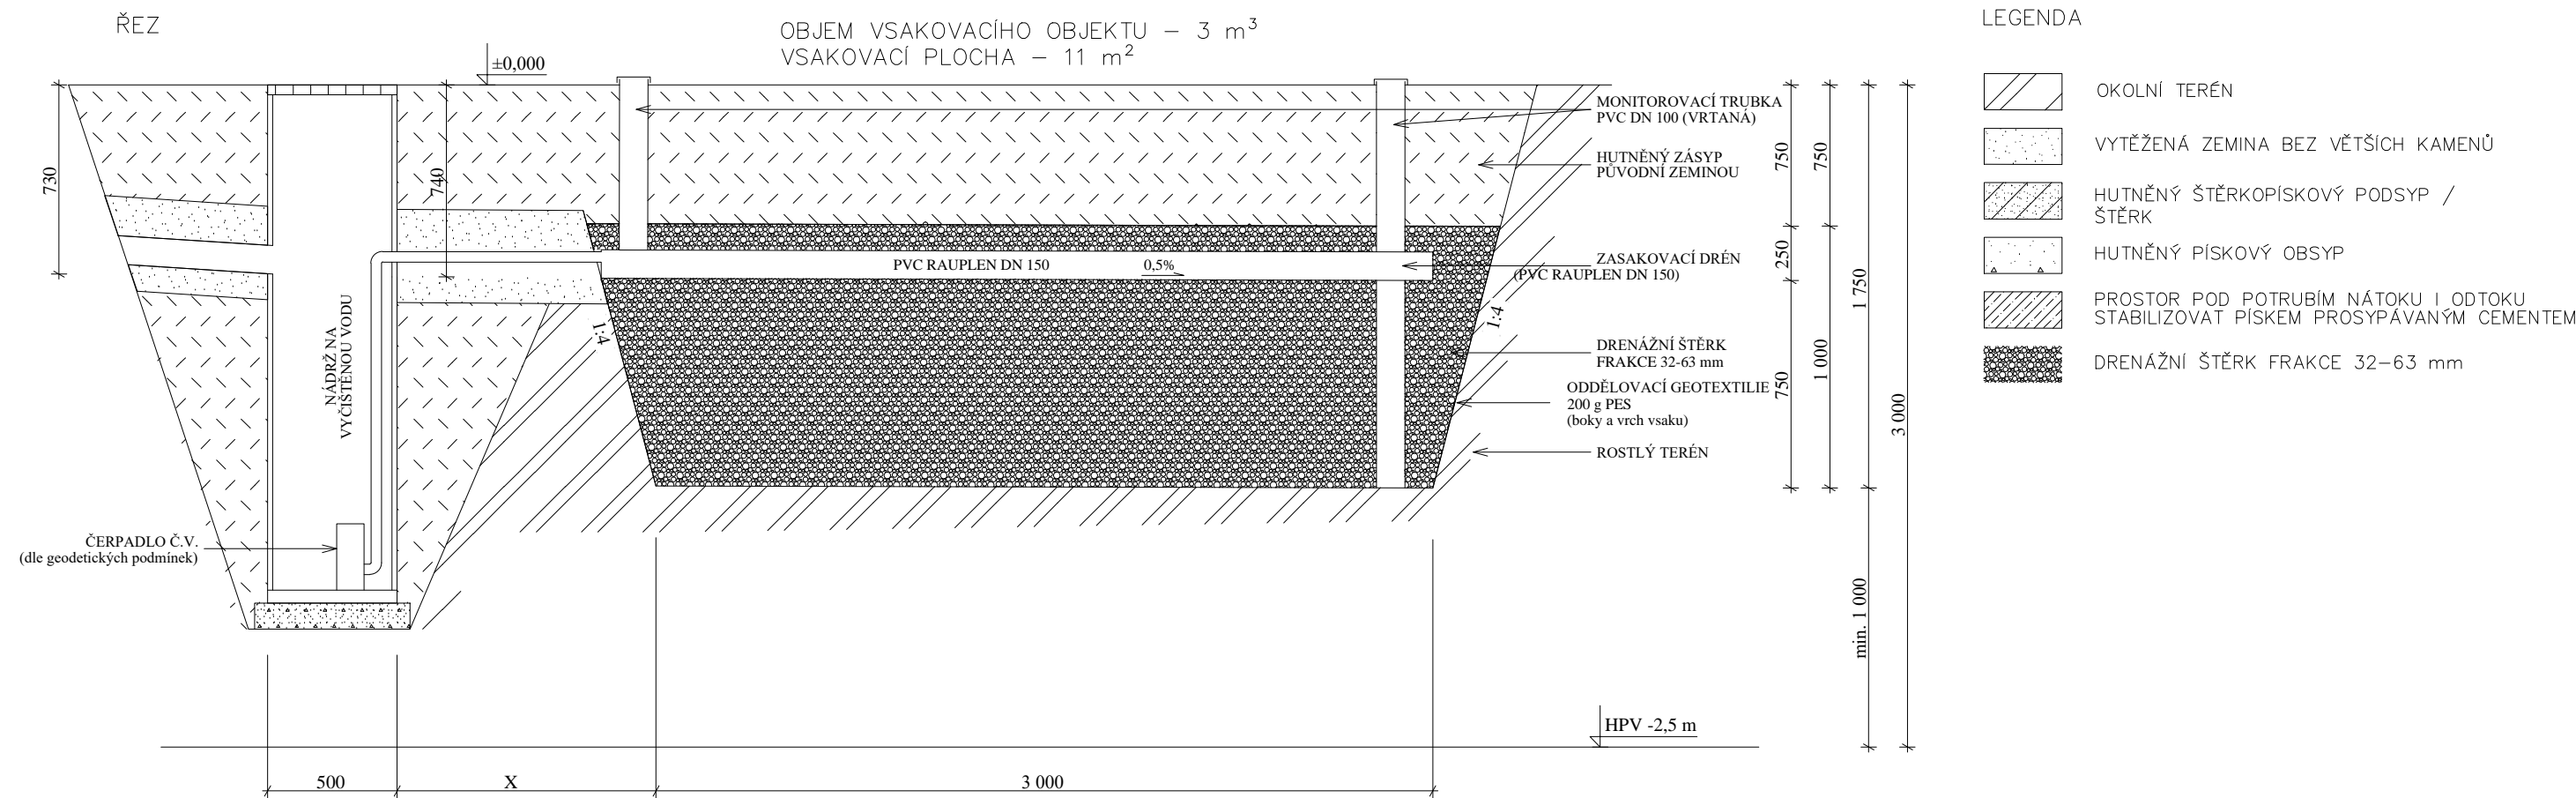 ŘEZ
OBJEM VSAKOVACÍHO OBJEKTU – 3 m³
VSAKOVACÍ PLOCHA – 11 m²
±0,000
730
740
NÁDRŽ NA
VYČIŠTĚNOU VODU
ČERPADLO Č.V.
(dle geodetických podmínek)
PVC RAUPLEN DN 150
0,5%
1:4
1:4
MONITOROVACÍ TRUBKA
PVC DN 100 (VRTANÁ)
HUTNĚNÝ ZÁSYP
PŮVODNÍ ZEMINOU
ZASAKOVACÍ DRÉN
(PVC RAUPLEN DN 150)
DRENÁŽNÍ ŠTĚRK
FRAKCE 32-63 mm
ODDĚLOVACÍ GEOTEXTILIE
200 g PES
(boky a vrch vsaku)
ROSTLÝ TERÉN
750
250
750
750
1 000
1 750
min. 1 000
3 000
HPV -2,5 m
500
X
3 000
LEGENDA
OKOLNÍ TERÉN
VYTĚŽENÁ ZEMINA BEZ VĚTŠÍCH KAMENŮ
HUTNĚNÝ ŠTĚRKOPÍSKOVÝ PODSYP /
ŠTĚRK
HUTNĚNÝ PÍSKOVÝ OBSYP
PROSTOR POD POTRUBÍM NÁTOKU I ODTOKU
STABILIZOVAT PÍSKEM PROSYPÁVANÝM CEMENTEM
DRENÁŽNÍ ŠTĚRK FRAKCE 32–63 mm